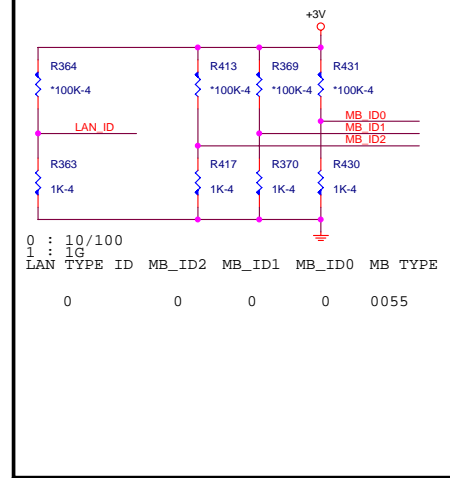 +3V
R364 R413 R369 R431
*100K-4 *100K-4 *100K-4 *100K-4
MB_ID0
LAN_ID MB_ID1
MB_ID2
R363 R417 R370 R430
1K-4 1K-4 1K-4 1K-4
0 : 10/100
1 : 1G
LAN TYPE ID MB_ID2 MB_ID1 MB_ID0 MB TYPE
0 0 0 0 0055